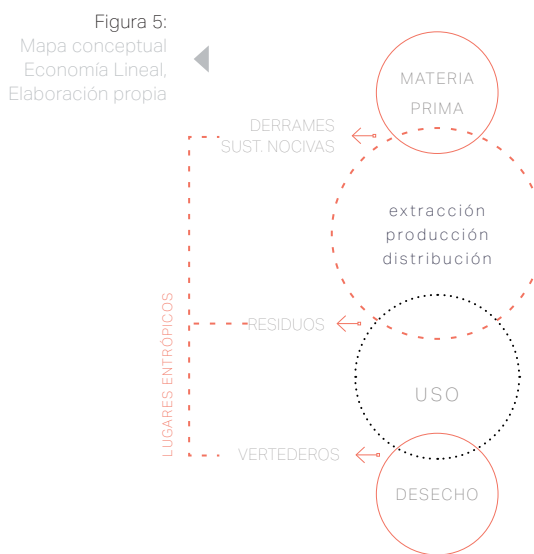 Figura 5:
Mapa conceptual
Economía Lineal,
Elaboración propia
MATERIA
PRIMA
DERRAMES
SUST. NOCIVAS
extracción
producción
distribución
LUGARES ENTRÓPICOS
RESIDUOS
USO
VERTEDEROS
DESECHO